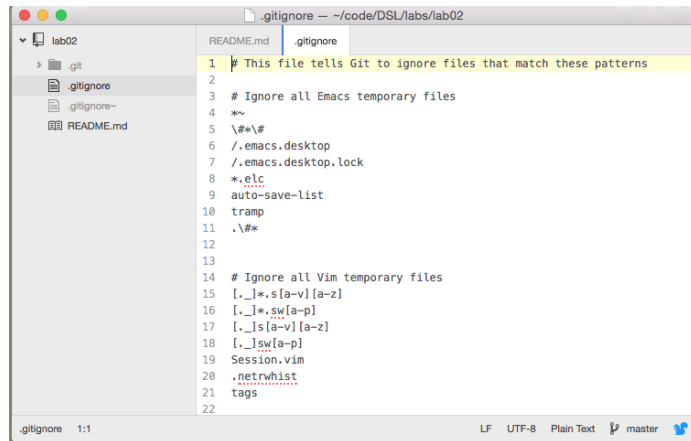 .gitignore — ~/code/DSL/labs/lab02
lab02
.git
.gitignore
.gitignore~
README.md
README.md .gitignore
1 # This file tells Git to ignore files that match these patterns
2
3 # Ignore all Emacs temporary files
4 *~
5 \#*\#
6 /.emacs.desktop
7 /.emacs.desktop.lock
8 *.elc
9 auto-save-list
10 tramp
11 .\#*
12
13
14 # Ignore all Vim temporary files
15 [._]*.s[a-v][a-z]
16 [._]*.sw[a-p]
17 [._]s[a-v][a-z]
18 [._]sw[a-p]
19 Session.vim
20 .netrwhist
21 tags
22
.gitignore 1:1 LF UTF-8 Plain Text master